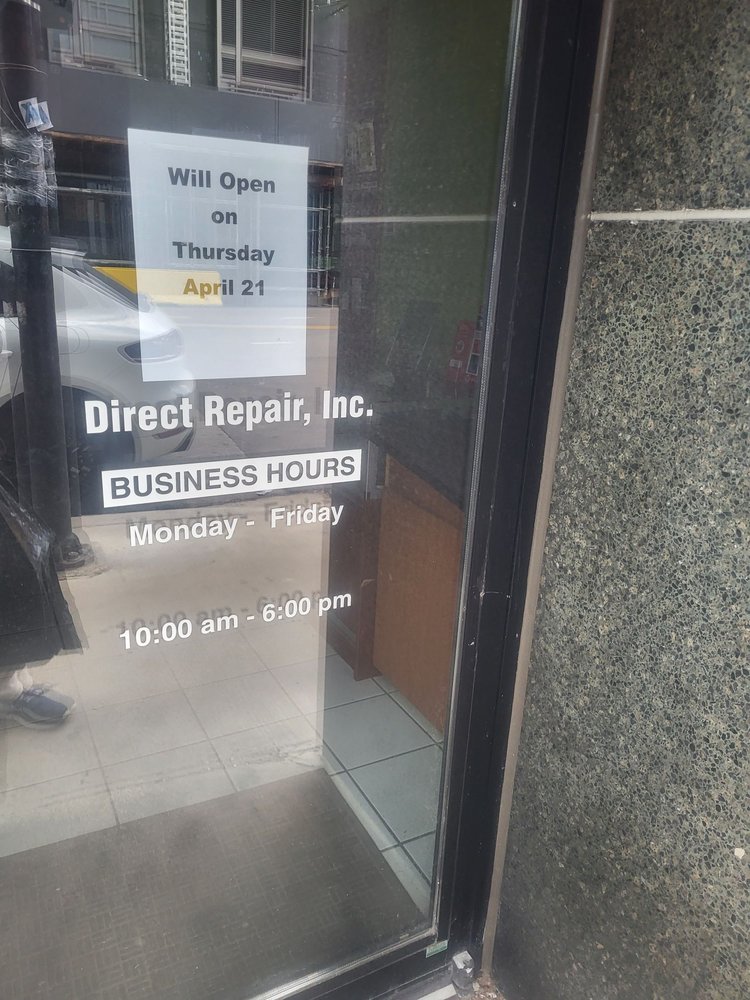 Will Open
on
Thursday
April 21
Direct Repair, Inc.
BUSINESS HOURS
Monday - Friday
10:00 am - 6:00 pm